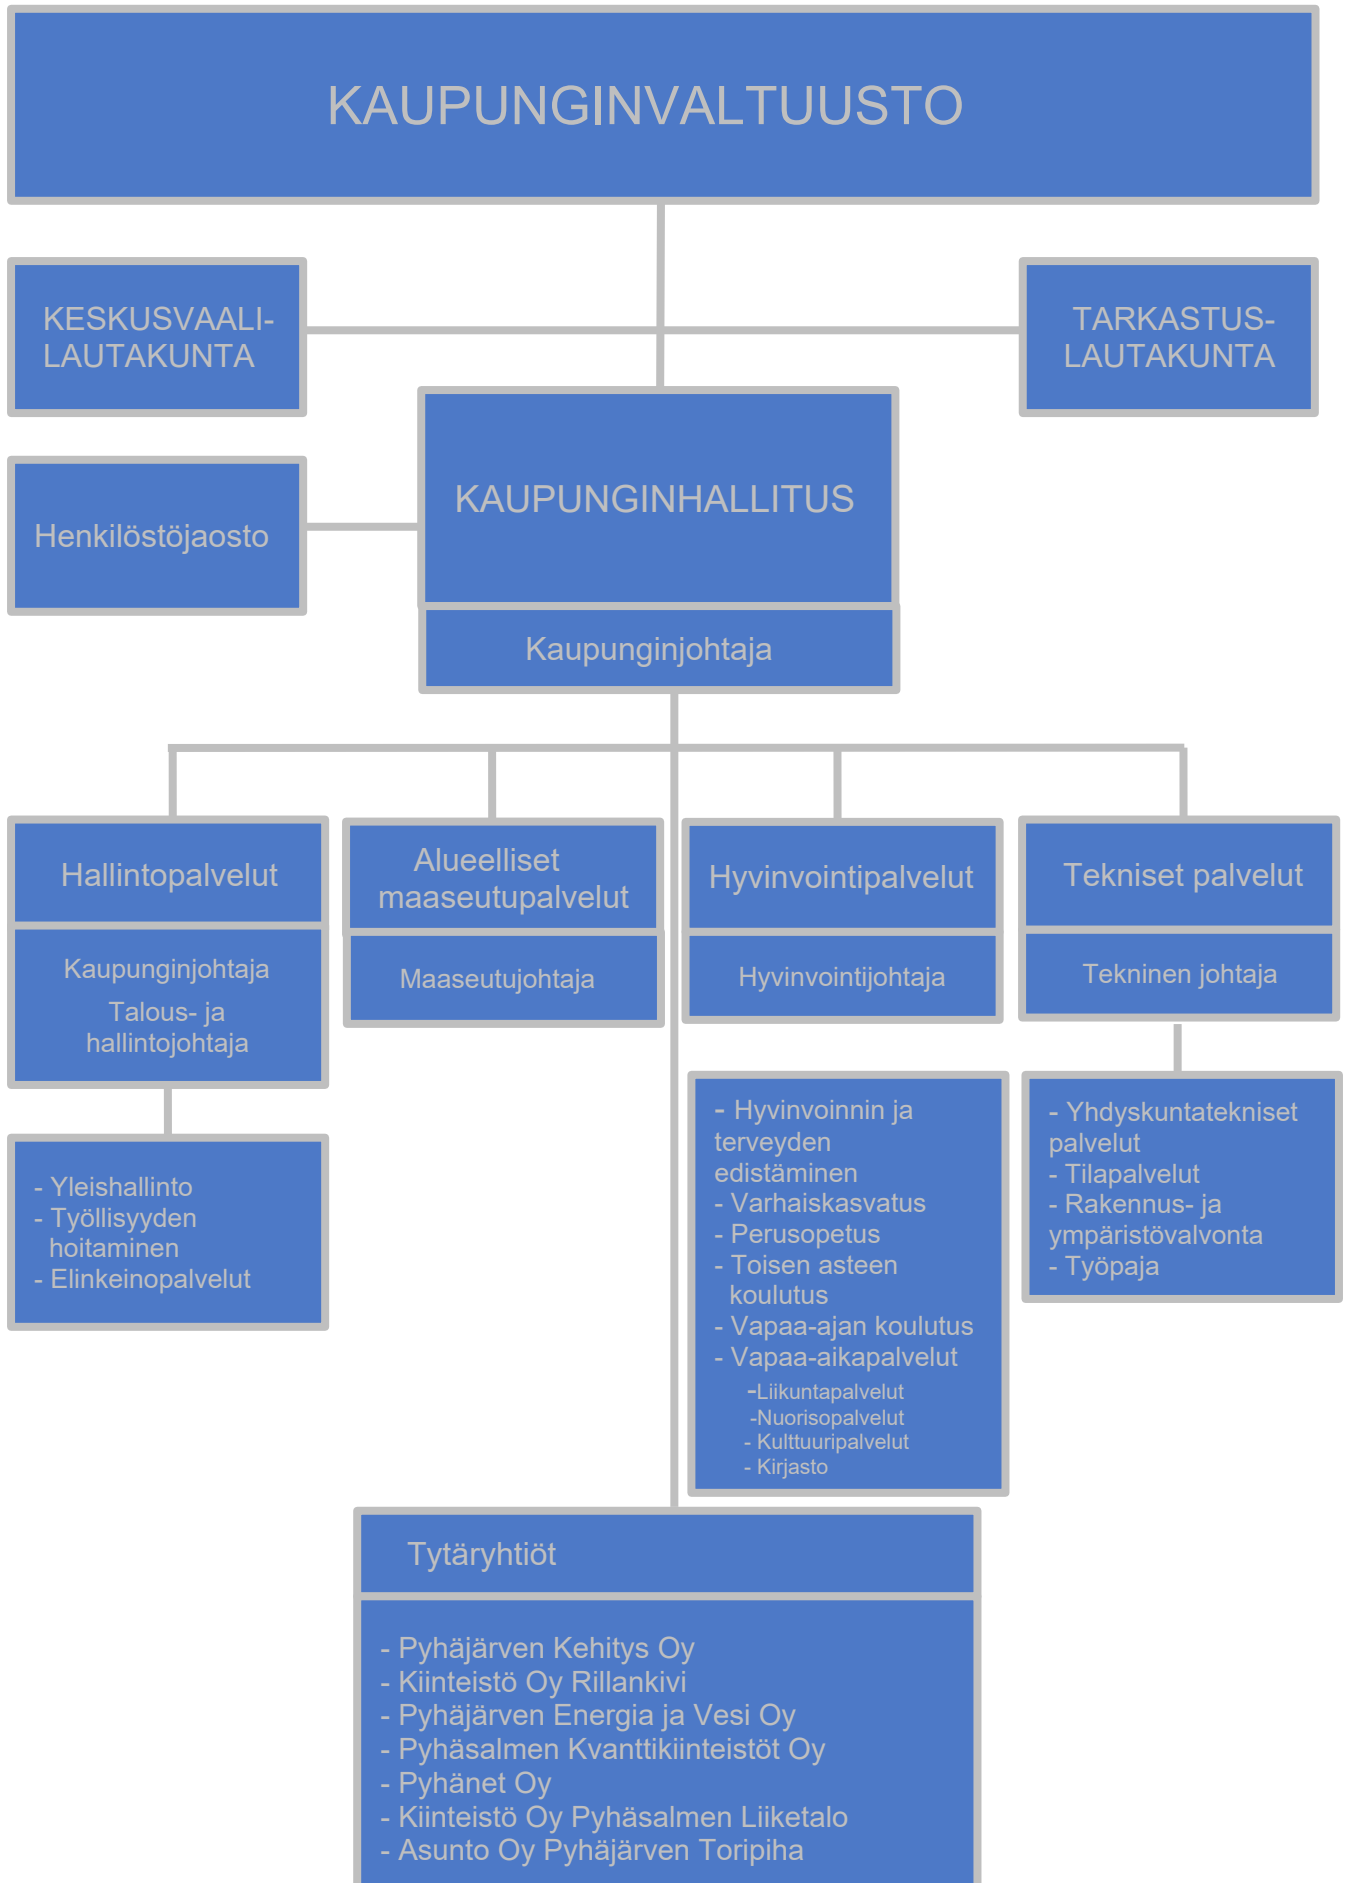 KAUPUNGINVALTUUSTO
KESKUSVAALI-
LAUTAKUNTA
TARKASTUS-
LAUTAKUNTA
KAUPUNGINHALLITUS
Henkilöstöjaosto
Kaupunginjohtaja
Hallintopalvelut
Kaupunginjohtaja
Talous- ja
hallintojohtaja
- Yleishallinto
- Työllisyyden
hoitaminen
- Elinkeinopalvelut
Alueelliset
maaseutupalvelut
Maaseutujohtaja
Hyvinvointipalvelut
Hyvinvointijohtaja
- Hyvinvoinnin ja
terveyden
edistäminen
- Varhaiskasvatus
- Perusopetus
- Toisen asteen
koulutus
- Vapaa-ajan koulutus
- Vapaa-aikapalvelut
-Liikuntapalvelut
-Nuorisopalvelut
- Kulttuuripalvelut
- Kirjasto
Tekniset palvelut
Tekninen johtaja
- Yhdyskuntatekniset
palvelut
- Tilapalvelut
- Rakennus- ja
ympäristövalvonta
- Työpaja
Tytäryhtiöt
- Pyhäjärven Kehitys Oy
- Kiinteistö Oy Rillankivi
- Pyhäjärven Energia ja Vesi Oy
- Pyhäsalmen Kvanttikiinteistöt Oy
- Pyhänet Oy
- Kiinteistö Oy Pyhäsalmen Liiketalo
- Asunto Oy Pyhäjärven Toripiha